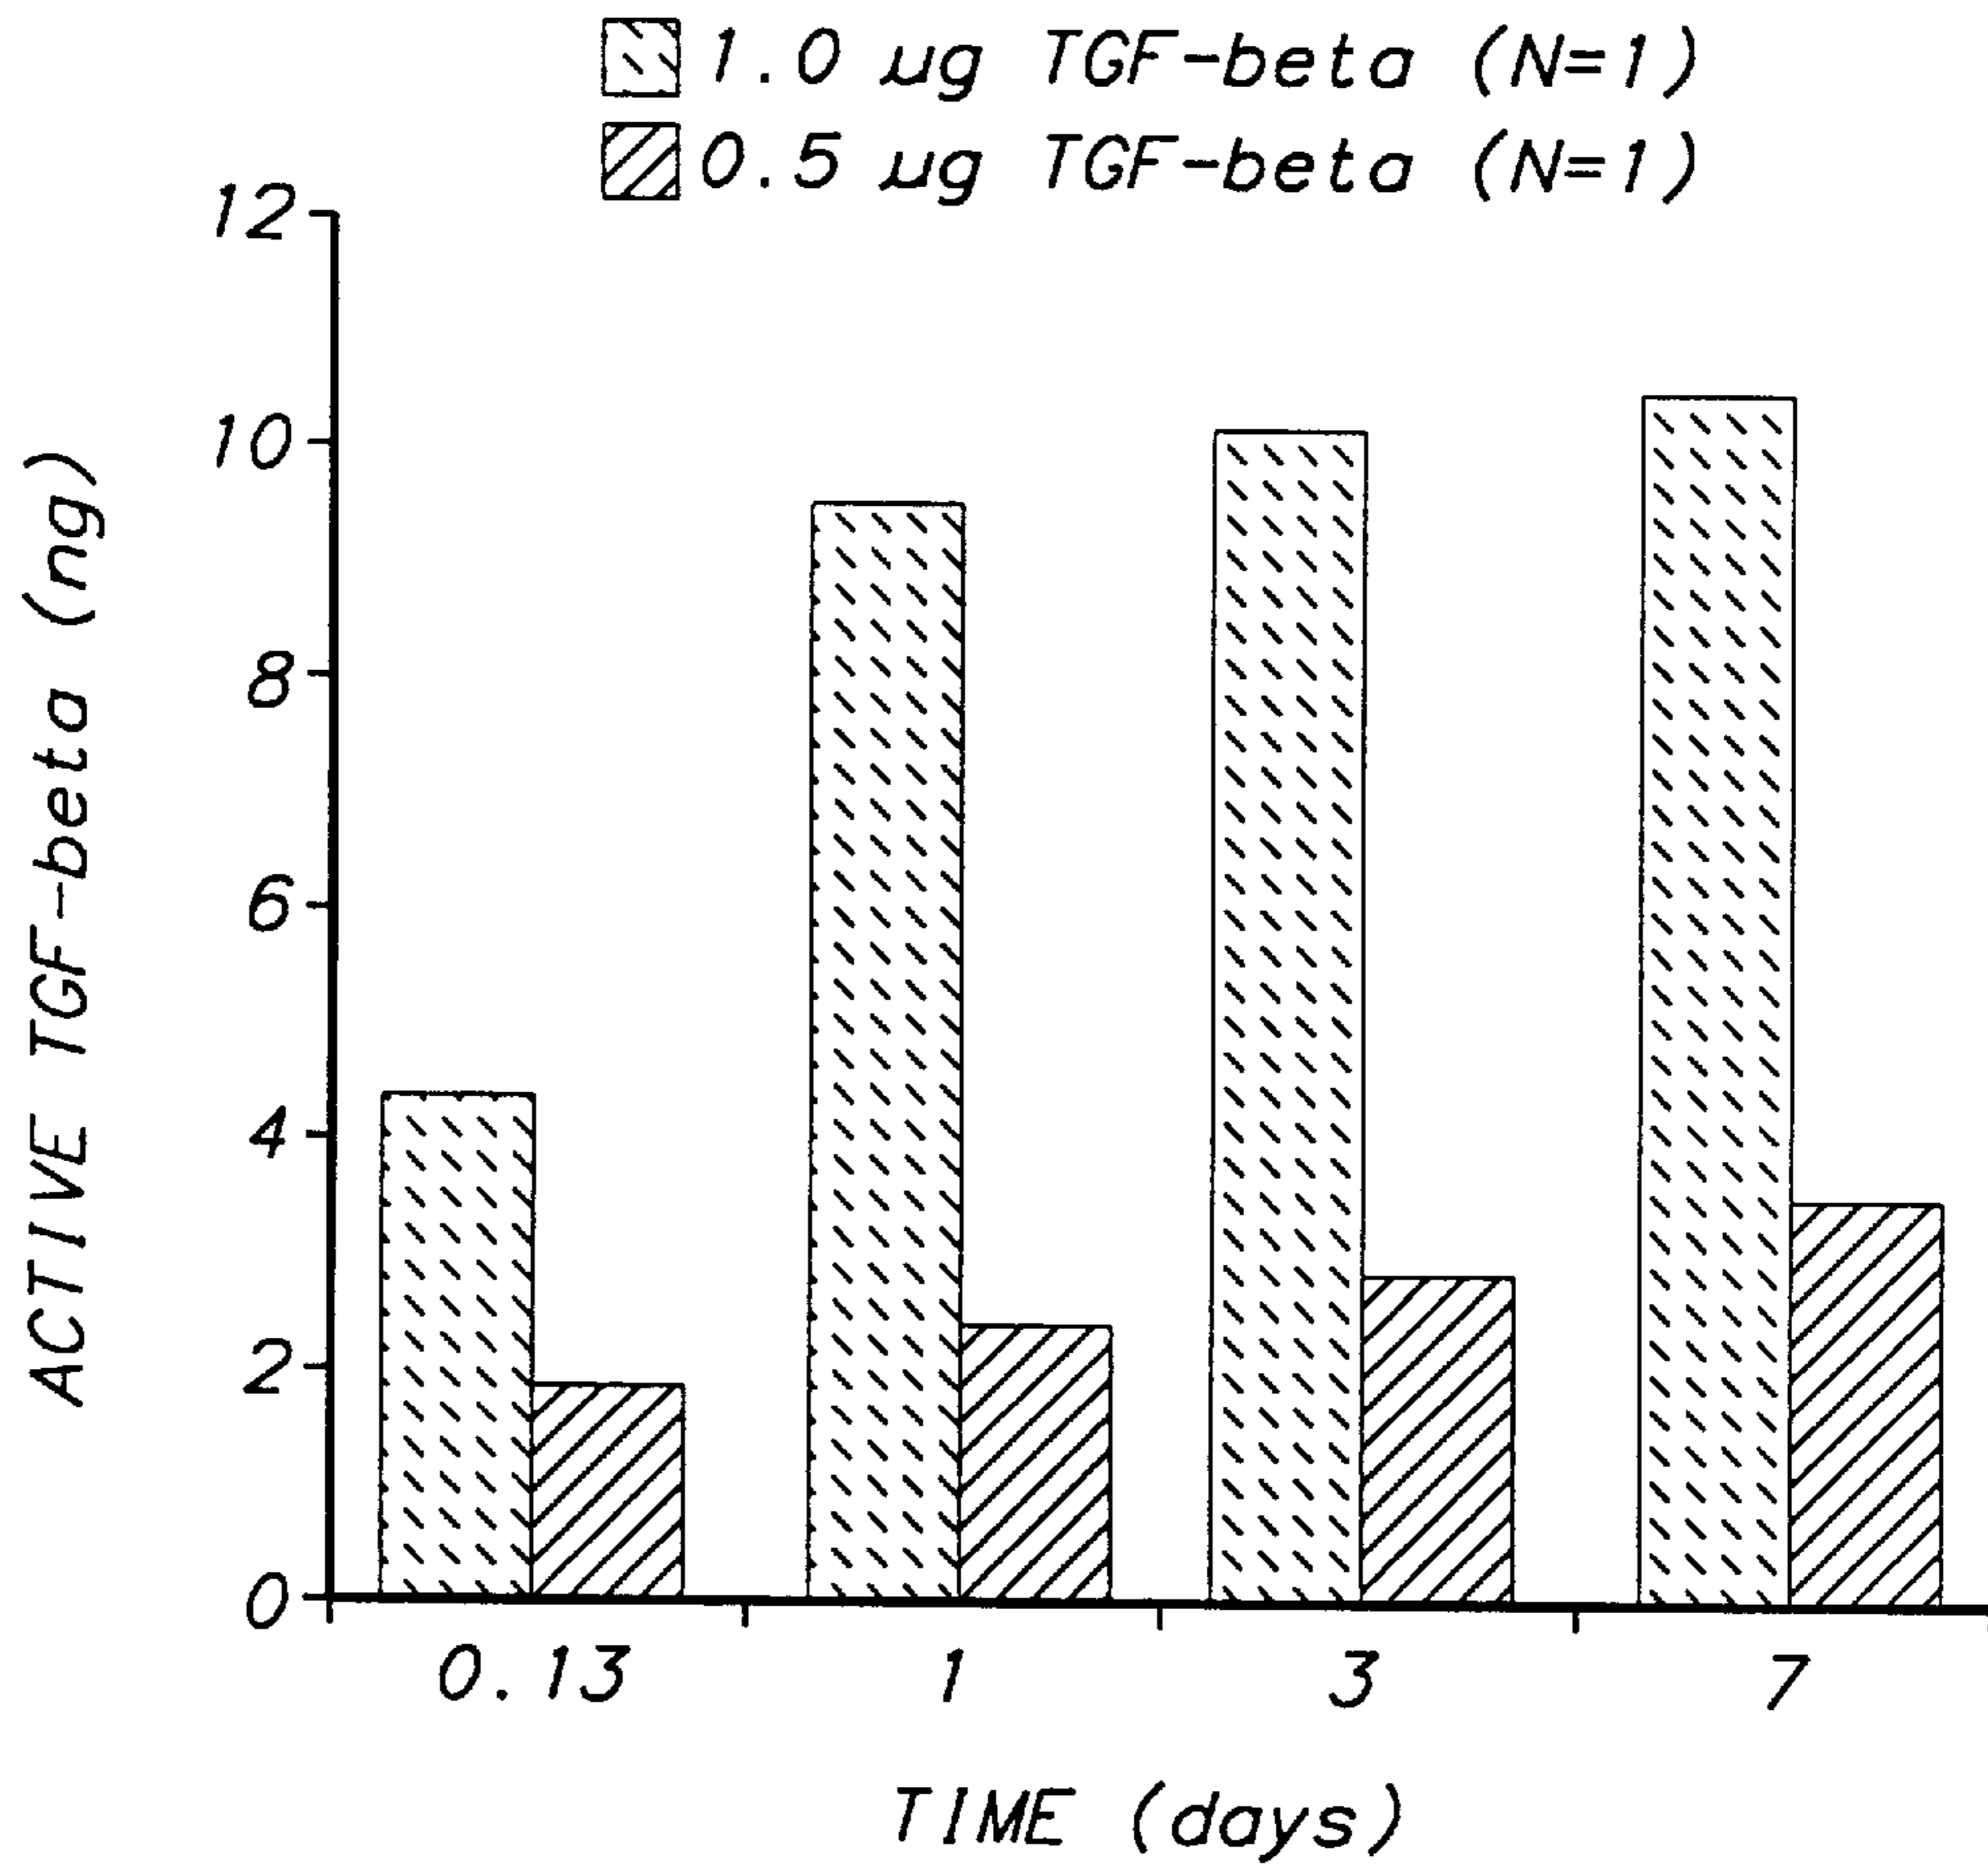 1.0 µg TGF-beta (N=1)
0.5 µg TGF-beta (N=1)
ACTIVE TGF-beta (ng)
12
10
8
6
4
2
0
0.13 1 3 7
TIME (days)